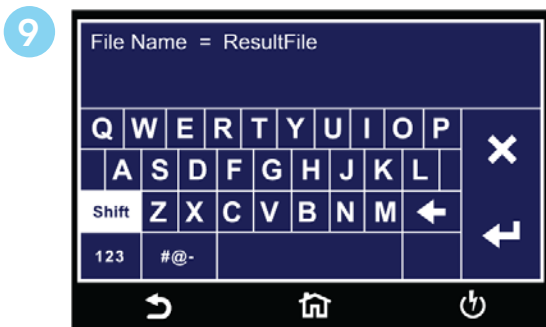 9
File Name = ResultFile
Q W E R T Y U I O P
A S D F G H J K L
Shift Z X C V B N M
123 #@-